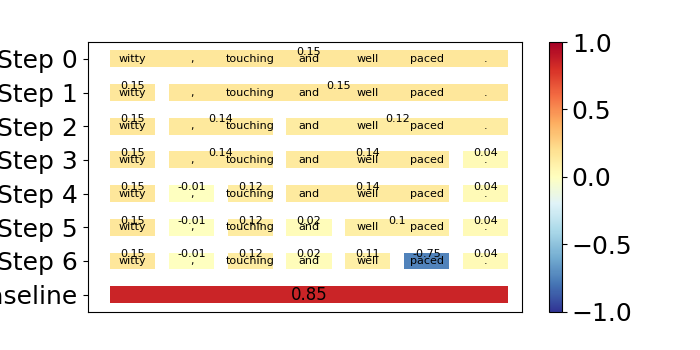 Step 0 0.15 witty , touching and well paced .
Step 1 0.15 0.15 witty , touching and well paced .
Step 2 0.15 0.14 0.12 witty , touching and well paced .
Step 3 0.15 0.14 0.14 0.04 witty , touching and well paced .
Step 4 0.15 -0.01 0.12 0.14 0.04 witty , touching and well paced .
Step 5 0.15 -0.01 0.12 0.02 0.1 0.04 witty , touching and well paced .
Step 6 0.15 -0.01 0.12 0.02 0.11 -0.75 0.04 witty , touching and well paced .
aseline 0.85
1.0
0.5
0.0
−0.5
−1.0